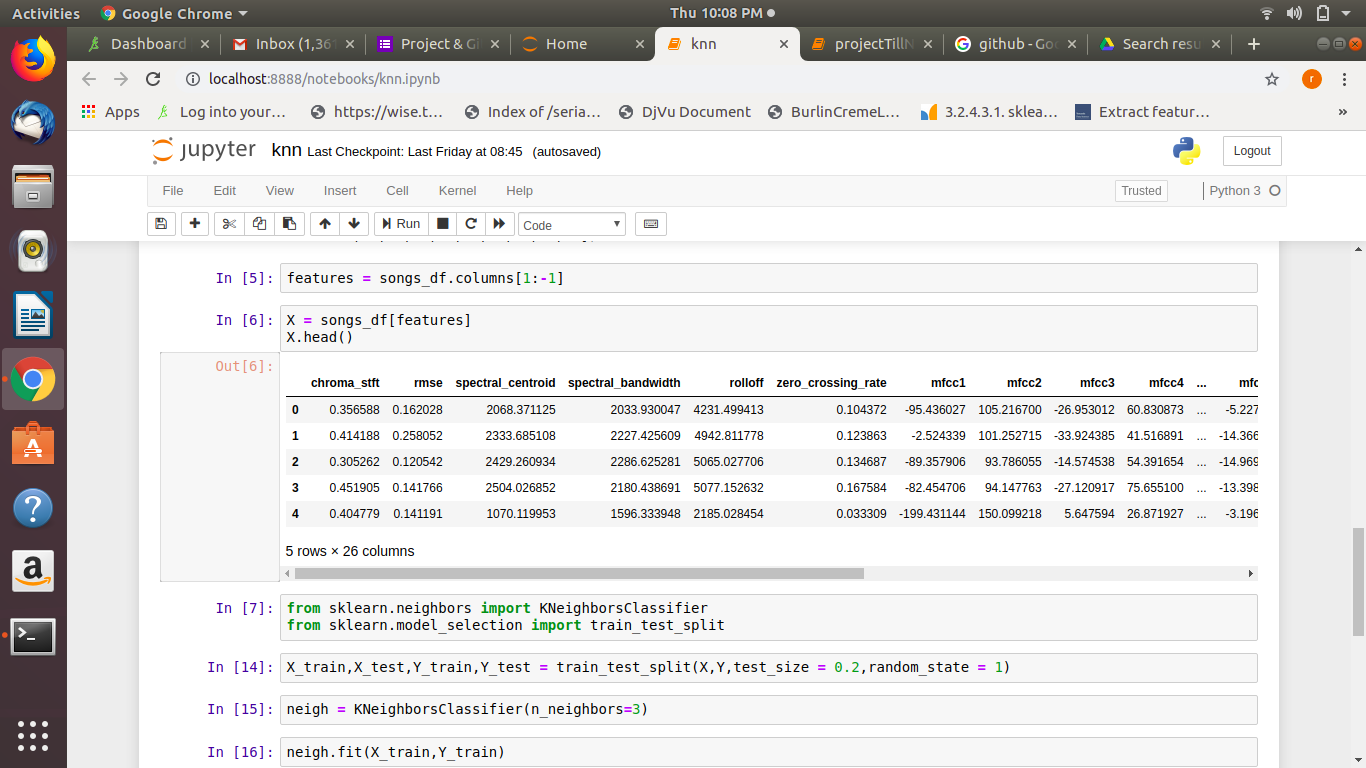 Activities Google Chrome Thu 10:08 PM
Dashboard Inbox (1,36 Project & Gi Home knn projectTillN github - Goo Search resu
localhost:8888/notebooks/knn.ipynb r
Apps Log into your… https://wise.t… Index of /seria… DjVu Document BurlinCremeL… 3.2.4.3.1. sklea… Extract featur… »
jupyter knn Last Checkpoint: Last Friday at 08:45 (autosaved) Logout
File Edit View Insert Cell Kernel Help Trusted Python 3
Run Code
In [5]: features = songs_df.columns[1:-1]
In [6]: X = songs_df[features]
X.head()
Out[6]:
chroma_stft rmse spectral_centroid spectral_bandwidth rolloff zero_crossing_rate mfcc1 mfcc2 mfcc3 mfcc4 ... mfc
0 0.356588 0.162028 2068.371125 2033.930047 4231.499413 0.104372 -95.436027 105.216700 -26.953012 60.830873 ... -5.227
1 0.414188 0.258052 2333.685108 2227.425609 4942.811778 0.123863 -2.524339 101.252715 -33.924385 41.516891 ... -14.366
2 0.305262 0.120542 2429.260934 2286.625281 5065.027706 0.134687 -89.357906 93.786055 -14.574538 54.391654 ... -14.969
3 0.451905 0.141766 2504.026852 2180.438691 5077.152632 0.167584 -82.454706 94.147763 -27.120917 75.655100 ... -13.398
4 0.404779 0.141191 1070.119953 1596.333948 2185.028454 0.033309 -199.431144 150.099218 5.647594 26.871927 ... -3.196
5 rows × 26 columns
In [7]: from sklearn.neighbors import KNeighborsClassifier
from sklearn.model_selection import train_test_split
In [14]: X_train,X_test,Y_train,Y_test = train_test_split(X,Y,test_size = 0.2,random_state = 1)
In [15]: neigh = KNeighborsClassifier(n_neighbors=3)
In [16]: neigh.fit(X_train,Y_train)